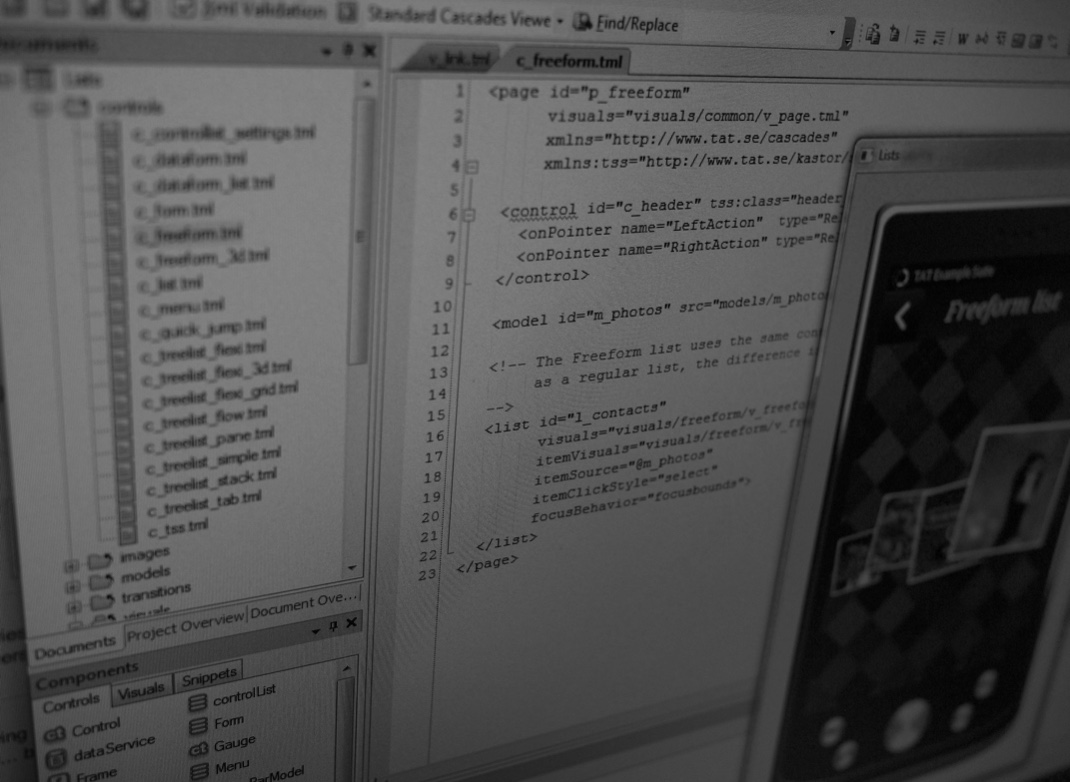 Xml Validation Standard Cascades Viewe Find/Replace
Documents
Lists
controls
c_controllist_settings.tml
c_dataform.tml
c_dataform_list.tml
c_form.tml
c_freeform.tml
c_freeform_3d.tml
c_list.tml
c_menu.tml
c_quick_jump.tml
c_treelist_flexi.tml
c_treelist_flexi_3d.tml
c_treelist_flexi_grid.tml
c_treelist_flow.tml
c_treelist_pane.tml
c_treelist_simple.tml
c_treelist_stack.tml
c_treelist_tab.tml
c_tss.tml
images
models
transitions
visuals
Documents Project Overview Document Ove...
Components
Controls Visuals Snippets
Control
dataService
Frame
controlList
Form
Gauge
Menu
BarModel
v_link.tml c_freeform.tml
1 <page id="p_freeform"
2 visuals="visuals/common/v_page.tml"
3 xmlns="http://www.tat.se/cascades"
4 xmlns:tss="http://www.tat.se/kastor/
5
6 <control id="c_header" tss:class="header
7 <onPointer name="LeftAction" type="Re
8 <onPointer name="RightAction" type="Re
9 </control>
10
11 <model id="m_photos" src="models/m_photo
12
13 <!-- The Freeform list uses the same con
14 as a regular list, the difference i
15 -->
16 <list id="l_contacts"
17 visuals="visuals/freeform/v_freefor
18 itemVisuals="visuals/freeform/v_fre
19 itemSource="@m_photos"
20 itemClickStyle="select"
21 focusBehavior="focusbounds">
22 </list>
23 </page>
Lists
TAT Example Suite
Freeform list